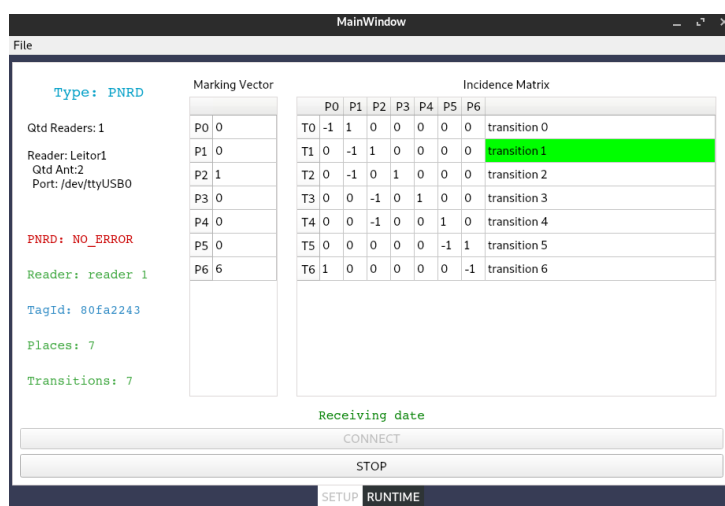 MainWindow
File
Type: PNRD
Qtd Readers: 1
Reader: Leitor1
Qtd Ant:2
Port: /dev/ttyUSB0
PNRD: NO_ERROR
Reader: reader 1
TagId: 80fa2243
Places: 7
Transitions: 7
Marking Vector
P0 0
P1 0
P2 1
P3 0
P4 0
P5 0
P6 6
Incidence Matrix
P0 P1 P2 P3 P4 P5 P6
T0 -1 1 0 0 0 0 0 transition 0
T1 0 -1 1 0 0 0 0 transition 1
T2 0 -1 0 1 0 0 0 transition 2
T3 0 0 -1 0 1 0 0 transition 3
T4 0 0 -1 0 0 1 0 transition 4
T5 0 0 0 0 0 -1 1 transition 5
T6 1 0 0 0 0 0 -1 transition 6
Receiving date
CONNECT
STOP
SETUP RUNTIME